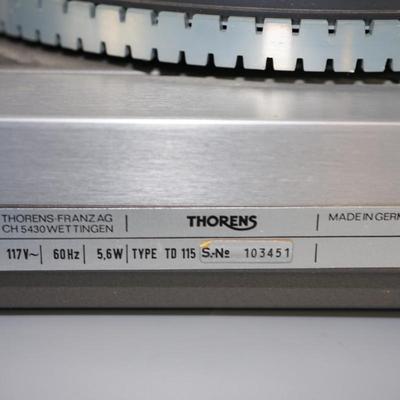 THORENS-FRANZ AG
CH 5430 WETTINGEN
THORENS
MADE IN GERM
117V~ 60Hz 5,6W TYPE TD 115 S.-№ 103451